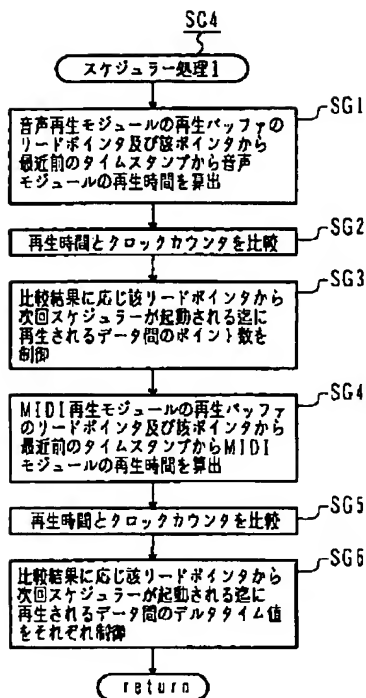 SC4
スケジューラー処理1
SG1
音声再生モジュールの再生バッファの
リードポインタ及び該ポインタから
最近前のタイムスタンプから音声
モジュールの再生時間を算出
SG2
再生時間とクロックカウンタを比較
SG3
比較結果に応じ該リードポインタから
次回スケジューラーが起動される迄に
再生されるデータ間のポイント数を
制御
SG4
MIDI再生モジュールの再生バッファ
のリードポインタ及び該ポインタから
最近前のタイムスタンプからMIDI
モジュールの再生時間を算出
SG5
再生時間とクロックカウンタを比較
SG6
比較結果に応じ該リードポインタから
次回スケジューラーが起動される迄に
再生されるデータ間のデルタタイム値
をそれぞれ制御
return